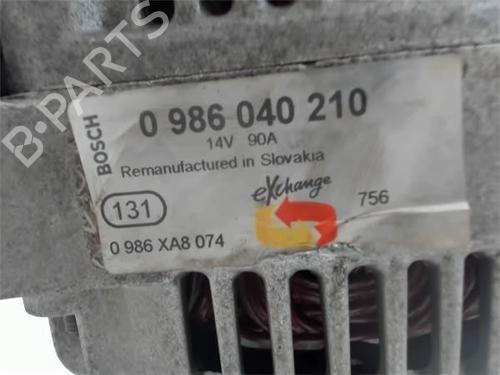 B-PARTS
BOSCH
0 986 040 210
14V 90A
Remanufactured in Slovakia
eXchange
131
756
0 986 XA8 074